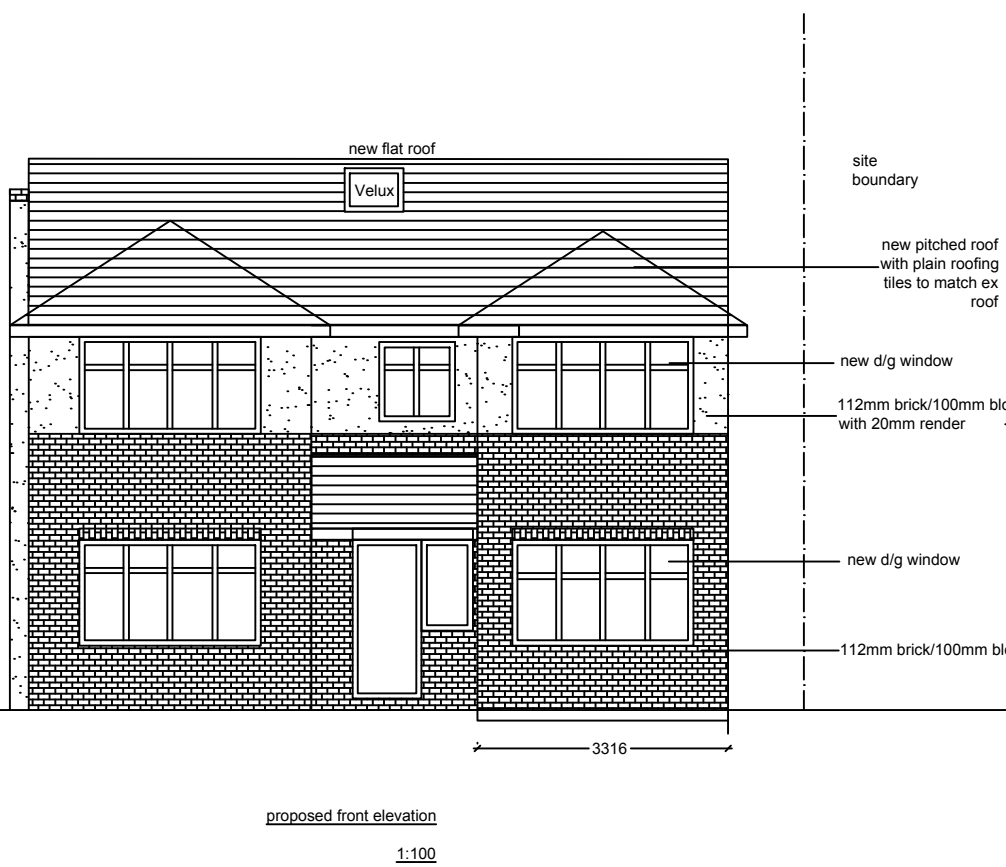 new flat roof
Velux
site
boundary
new pitched roof
with plain roofing
tiles to match ex
roof
new d/g window
112mm brick/100mm blo
with 20mm render
new d/g window
112mm brick/100mm blo
3316
proposed front elevation
1:100